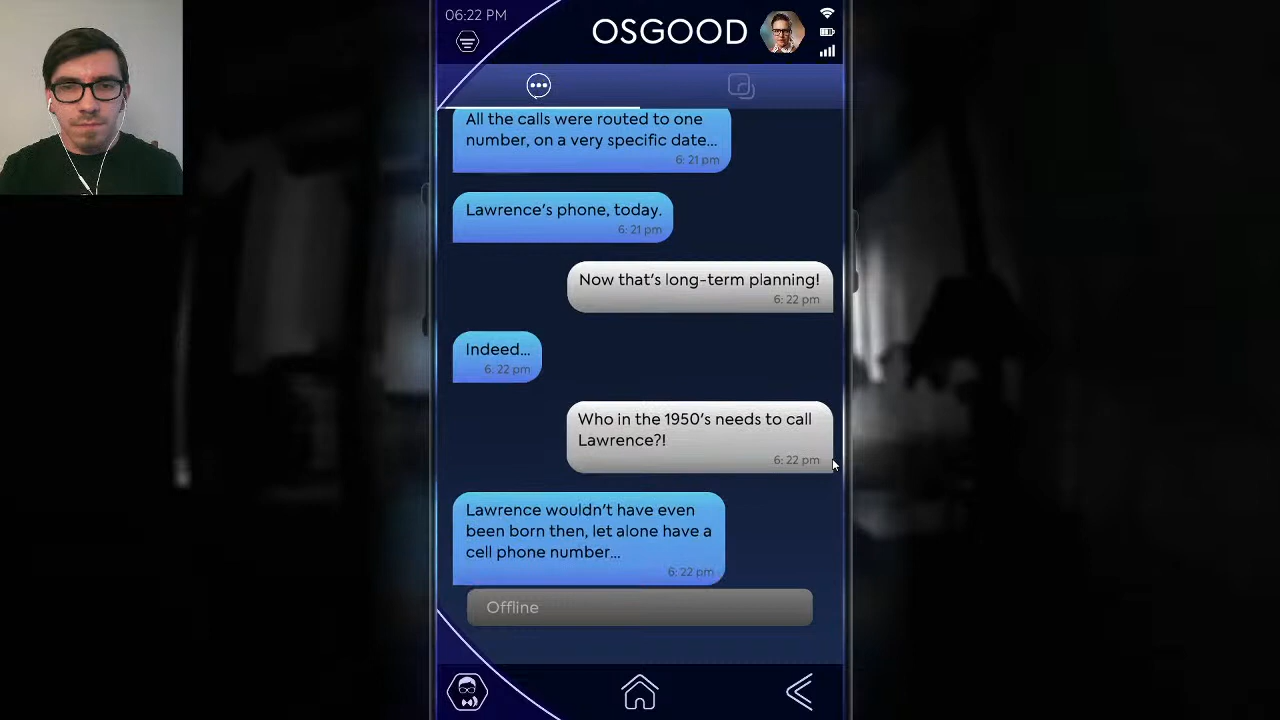 06:22 PM
OSGOOD
All the calls were routed to one
number, on a very specific date...
6: 21 pm
Lawrence's phone, today.
6: 21 pm
Now that's long-term planning!
6: 22 pm
Indeed...
6: 22 pm
Who in the 1950's needs to call
Lawrence?!
6: 22 pm
Lawrence wouldn't have even
been born then, let alone have a
cell phone number...
6: 22 pm
Offline